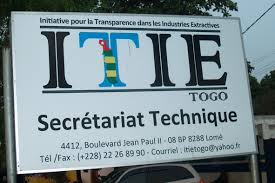 Initiative pour la Transparence dans les Industries Extractives
ITIE
TOGO
Secrétariat Technique
4412, Boulevard Jean Paul II - 08 BP 8288 Lomé
Tél /Fax : (+228) 22 26 89 90 - Courriel : Itietogo@yahoo.fr